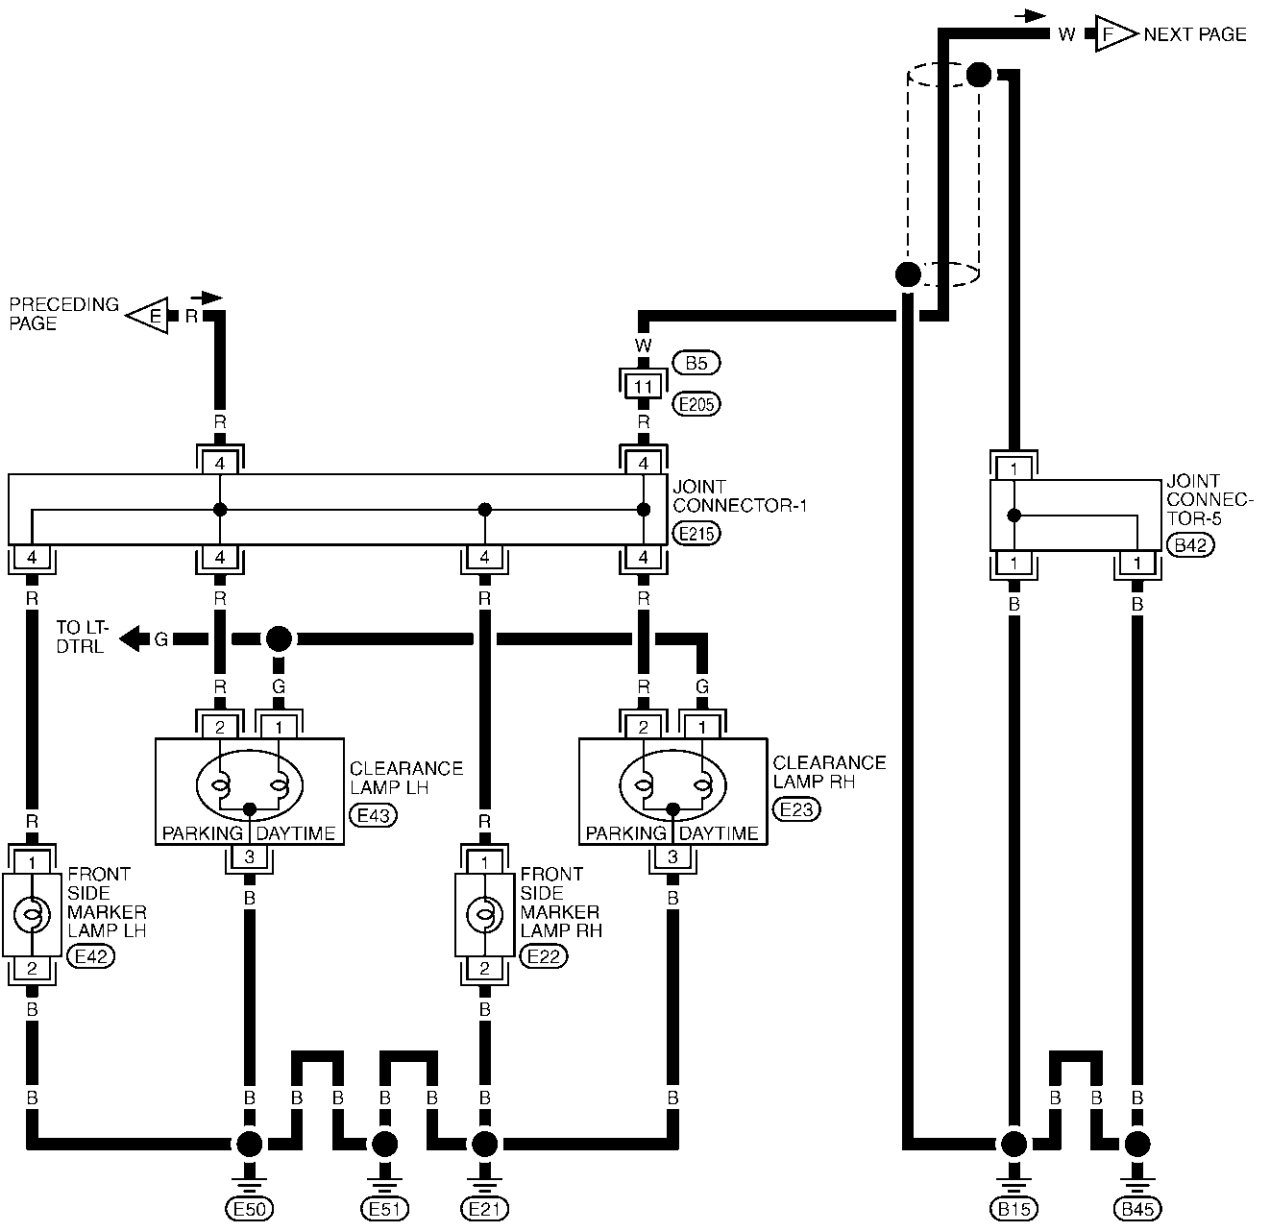 W F NEXT PAGE
PRECEDING
PAGE
E R
W
B5
11
E205
R R
4 4 1
JOINT
CONNECTOR-1
E215
JOINT
CONNEC-
TOR-5
B42
4 4 4 4 1 1
R R R R B B
TO LT-
DTRL
G
R G R G
2 1 2 1
CLEARANCE
LAMP LH
E43
CLEARANCE
LAMP RH
E23
PARKING DAYTIME
PARKING DAYTIME
R R
1 3 1 3
FRONT
SIDE
MARKER
LAMP LH
E42
B
FRONT
SIDE
MARKER
LAMP RH
E22
B
2 2
B B
B B B B B B B B B B B B
E50 E51 E21 B15 B45